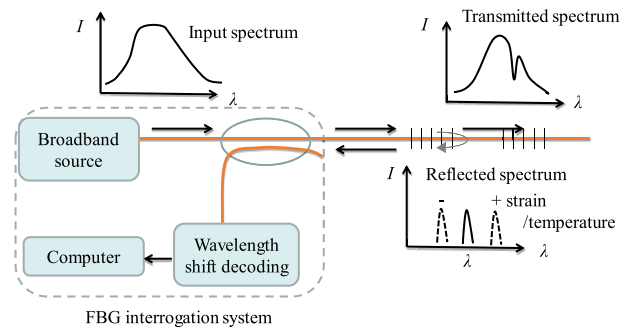 I
Input spectrum
λ
Transmitted spectrum
I
λ
Broadband
source
I
Reflected spectrum
-
+ strain
/temperature
λ
λ
Wavelength
shift decoding
Computer
FBG interrogation system